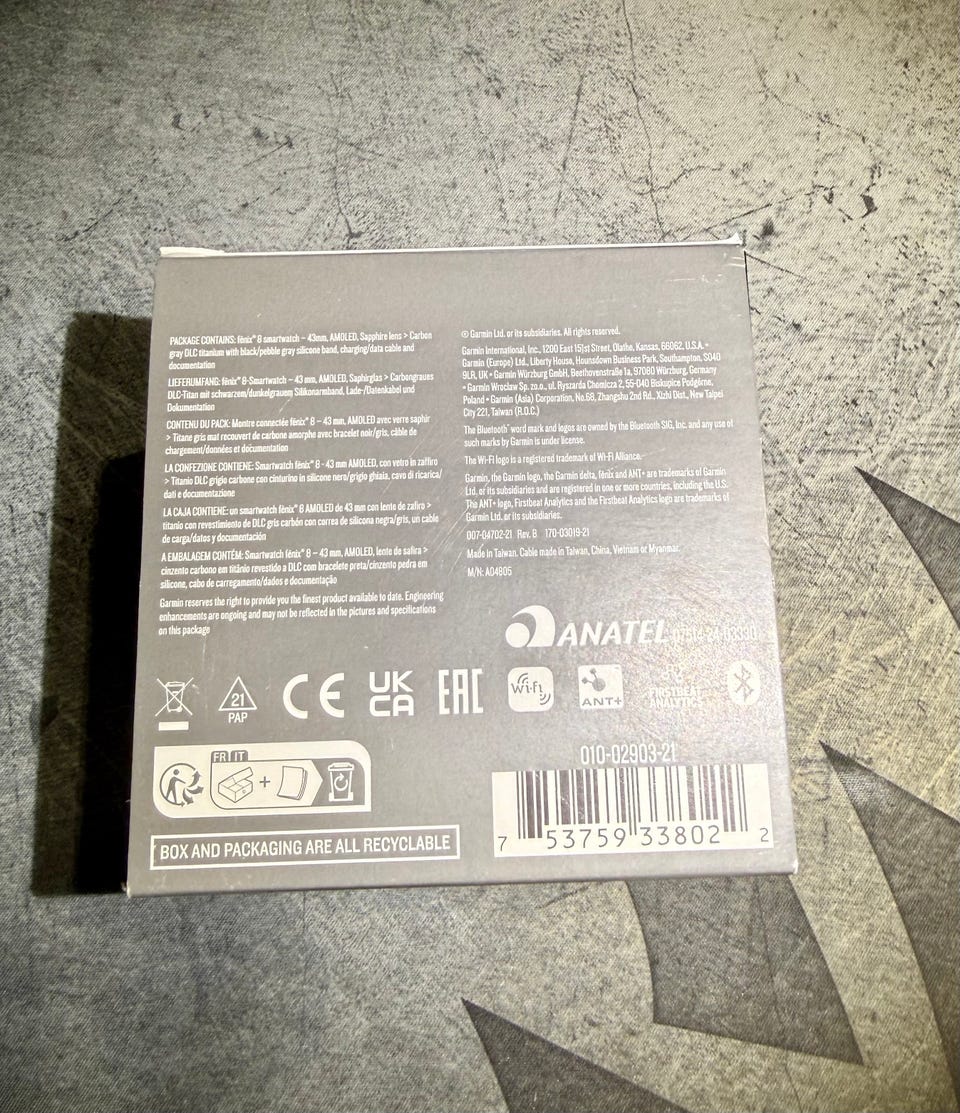 PACKAGE CONTAINS: fēnix® 8 smartwatch – 43mm, AMOLED, Sapphire lens > Carbon
gray DLC titanium with black/pebble gray silicone band, charging/data cable and
documentation
LIEFERUMFANG: fēnix® 8-Smartwatch – 43 mm, AMOLED, Saphirglas > Carbongraues
DLC-Titan mit schwarzem/dunkelgrauem Silikonarmband, Lade-/Datenkabel und
Dokumentation
CONTENU DU PACK: Montre connectée fēnix® 8 – 43 mm, AMOLED avec verre saphir
> Titane gris mat recouvert de carbone amorphe avec bracelet noir/gris, câble de
chargement/données et documentation
LA CONFEZIONE CONTIENE: Smartwatch fēnix® 8 - 43 mm AMOLED, con vetro in zaffiro
> Titanio DLC grigio carbone con cinturino in silicone nero/grigio ghiaia, cavo di ricarica/
dati e documentazione
LA CAJA CONTIENE: un smartwatch fēnix® 8 AMOLED de 43 mm con lente de zafiro >
titanio con revestimiento de DLC gris carbón con correa de silicona negra/gris, un cable
de carga/datos y documentación
A EMBALAGEM CONTÉM: Smartwatch fēnix® 8 – 43 mm, AMOLED, lente de safira >
cinzento carbono em titânio revestido a DLC com bracelete preta/cinzento pedra em
silicone, cabo de carregamento/dados e documentação
Garmin reserves the right to provide you the finest product available to date. Engineering
enhancements are ongoing and may not be reflected in the pictures and specifications
on this package
© Garmin Ltd. or its subsidiaries. All rights reserved.
Garmin International, Inc., 1200 East 151st Street, Olathe, Kansas, 66062, U.S.A. •
Garmin (Europe) Ltd., Liberty House, Hounsdown Business Park, Southampton, SO40
9LR, UK • Garmin Würzburg GmbH, Beethovenstraße 1a, 97080 Würzburg, Germany
• Garmin Wrocław Sp. z o.o., ul. Ryszarda Chomicza 2, 55-040 Biskupice Podgórne,
Poland • Garmin (Asia) Corporation, No.68, Zhangshu 2nd Rd., Xizhi Dist., New Taipei
City 221, Taiwan (R.O.C.)
The Bluetooth® word mark and logos are owned by the Bluetooth SIG, Inc. and any use of
such marks by Garmin is under license.
The Wi-Fi logo is a registered trademark of Wi-Fi Alliance.
Garmin, the Garmin logo, the Garmin delta, fēnix and ANT+ are trademarks of Garmin
Ltd. or its subsidiaries and are registered in one or more countries, including the U.S.
The ANT+ logo, Firstbeat Analytics and the Firstbeat Analytics logo are trademarks of
Garmin Ltd. or its subsidiaries.
007-04702-21 Rev. B 170-03019-21
Made in Taiwan. Cable made in Taiwan, China, Vietnam or Myanmar.
M/N: A04805
ANATEL 07514-24-03330
21
PAP
CE
UK
CA
EAC
Wi-Fi
ANT+
FIRSTBEAT
ANALYTICS
FR IT
+
BOX AND PACKAGING ARE ALL RECYCLABLE
010-02903-21
7 53759 33802 2